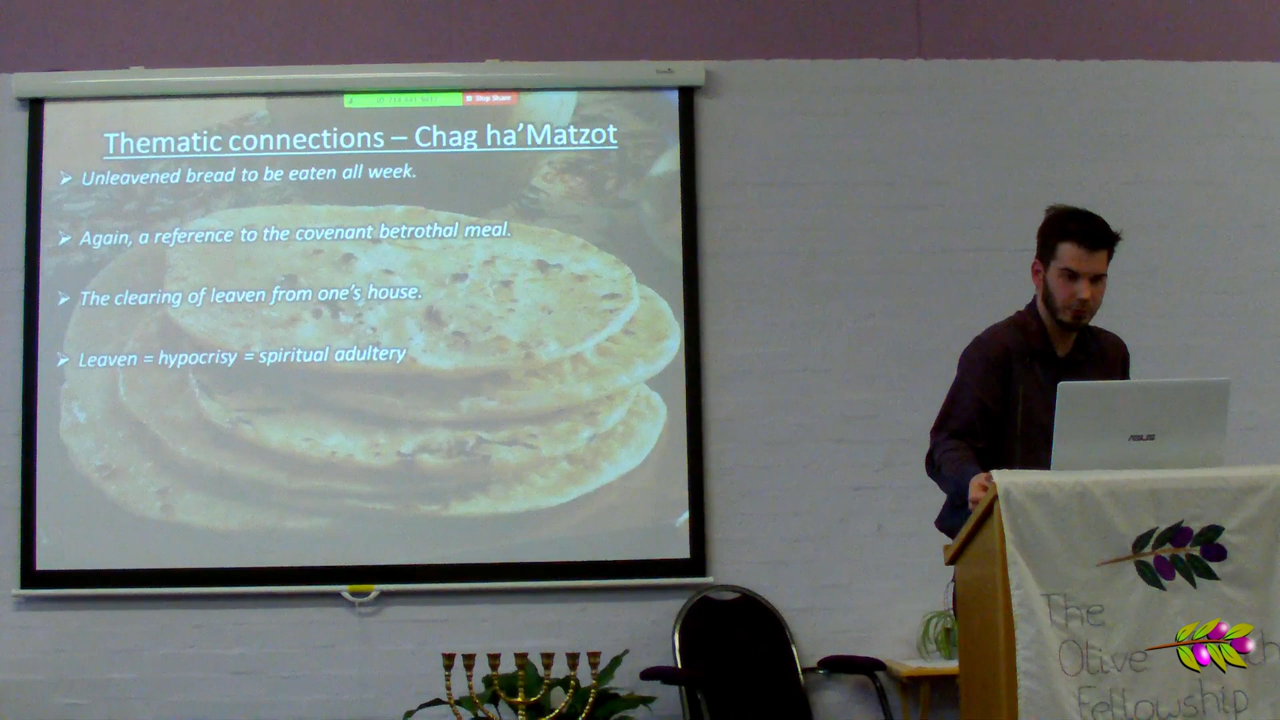 Stop Share
Thematic connections – Chag ha’Matzot
➢ Unleavened bread to be eaten all week.
➢ Again, a reference to the covenant betrothal meal.
➢ The clearing of leaven from one’s house.
➢ Leaven = hypocrisy = spiritual adultery
ASUS
The
Olive
Fellowship